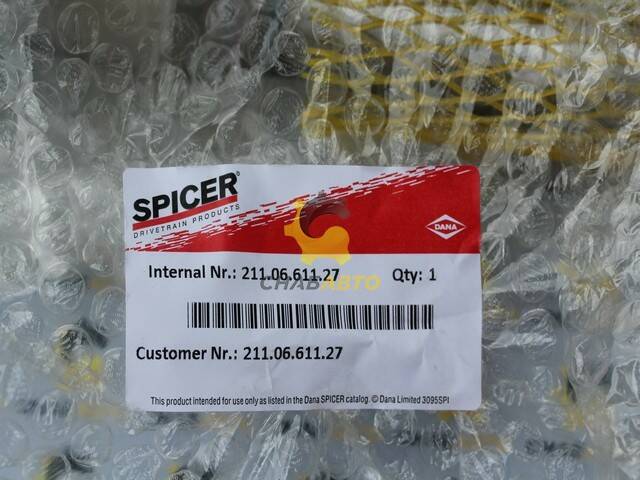 SPICER®
DRIVETRAIN PRODUCTS
DANA
Internal Nr.: 211.06.611.27 Qty: 1
СНАБАВТО
Customer Nr.: 211.06.611.27
This product intended for use only as listed in the Dana SPICER catalog. © Dana Limited 3095SPI